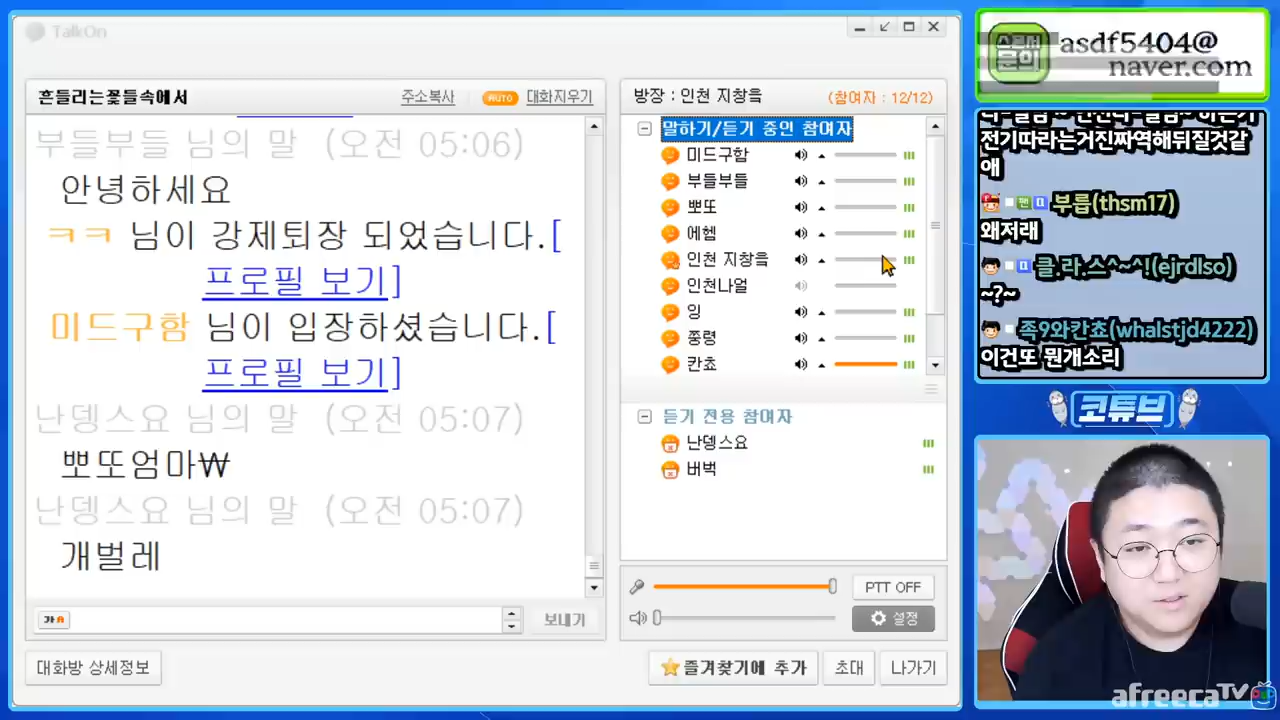 TalkOn
흔들리는꽃들속에서
주소복사
AUTO 대화지우기
부들부들 님의 말 (오전 05:06)
안녕하세요
ㅋㅋ 님이 강제퇴장 되었습니다.[
프로필 보기]
미드구함 님이 입장하셨습니다.[
프로필 보기]
난뎅스요 님의 말 (오전 05:07)
뽀또엄마₩
난뎅스요 님의 말 (오전 05:07)
개벌레
보내기
대화방 상세정보
방장 : 인천 지창읔
(참여자 : 12/12)
말하기/듣기 중인 참여자
미드구함
부들부들
뽀또
에헴
인천 지창읔
인천나얼
잉
중령
칸쵸
듣기 전용 참여자
난뎅스요
버벅
PTT OFF
설정
즐겨찾기에 추가
초대
나가기
문의
asdf5404@
naver.com
전기따라는거진짜역해뒤질것같
애
팬 부릅(thsm17)
왜저래
클.라.스^~^!(ejrdlso)
~?~
족9와칸쵸(whalstjd4222)
이건또 뭔개소리
코튜브
afreecaTV